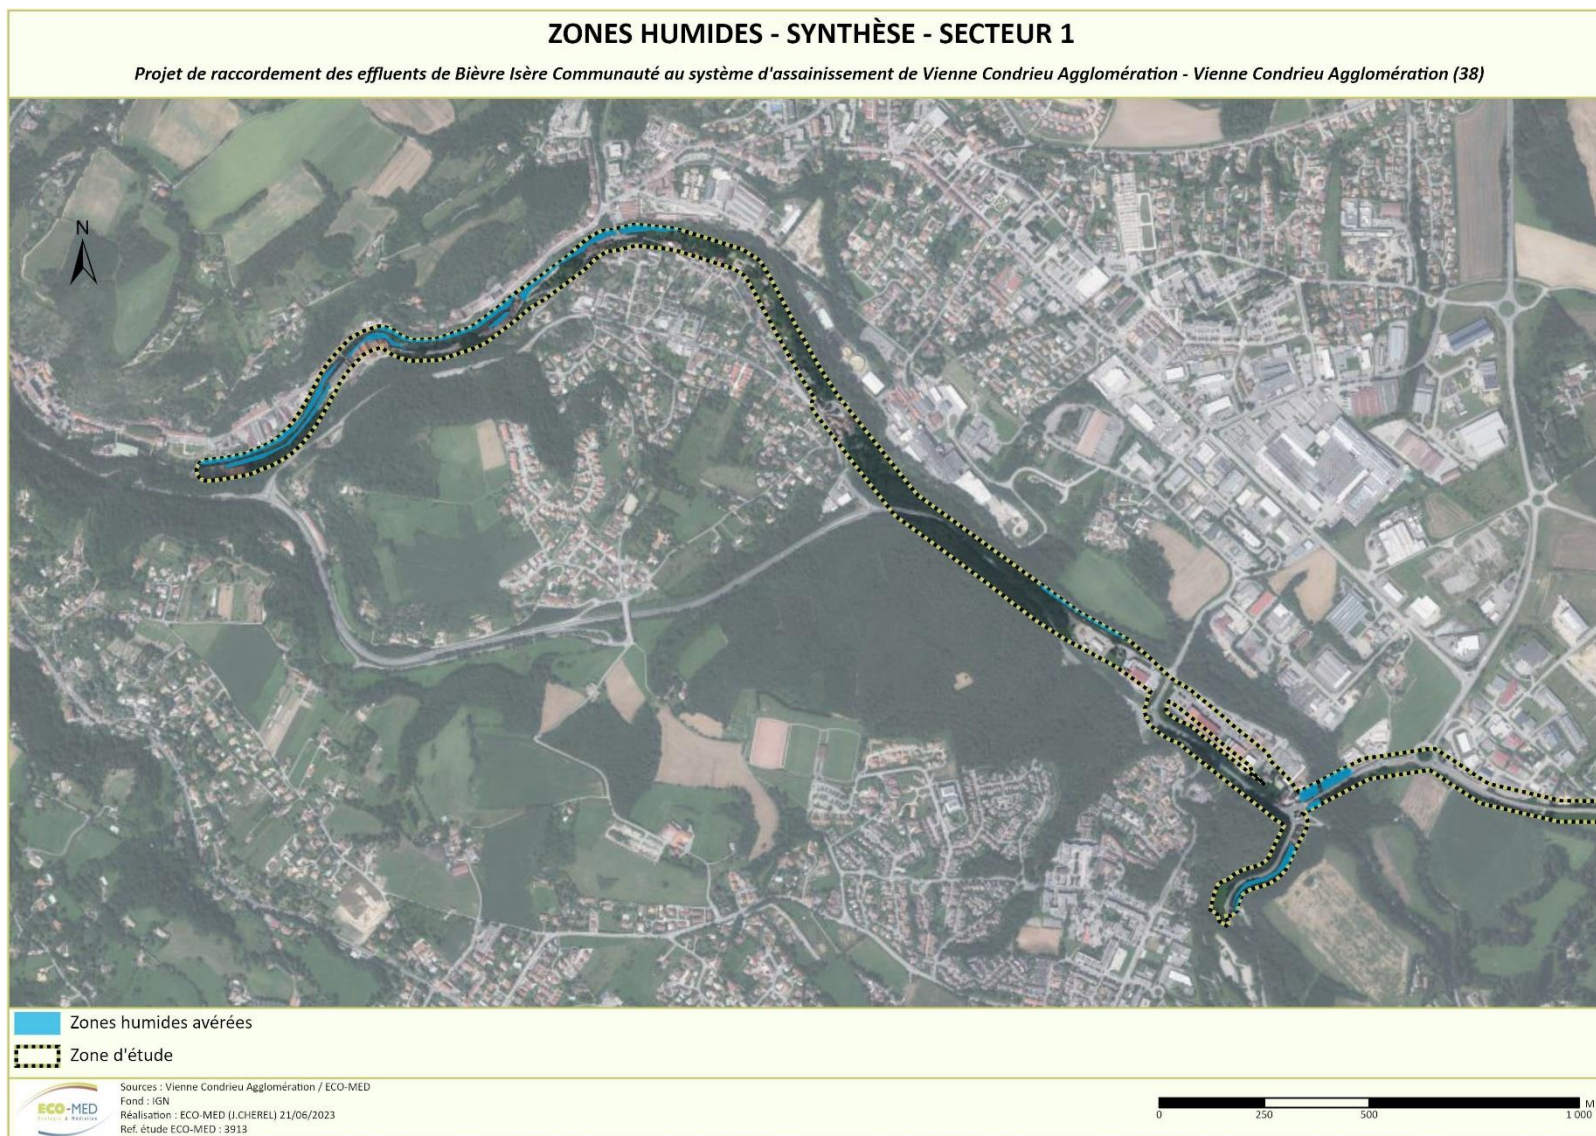 ZONES HUMIDES - SYNTHÈSE - SECTEUR 1
Projet de raccordement des effluents de Bièvre Isère Communauté au système d'assainissement de Vienne Condrieu Agglomération - Vienne Condrieu Agglomération (38)
N
Zones humides avérées
Zone d'étude
ECO-MED
Ecologie & Médiation
Sources : Vienne Condrieu Agglomération / ECO-MED
Fond : IGN
Réalisation : ECO-MED (J.CHEREL) 21/06/2023
Ref. étude ECO-MED : 3913
M
0 250 500 1 000